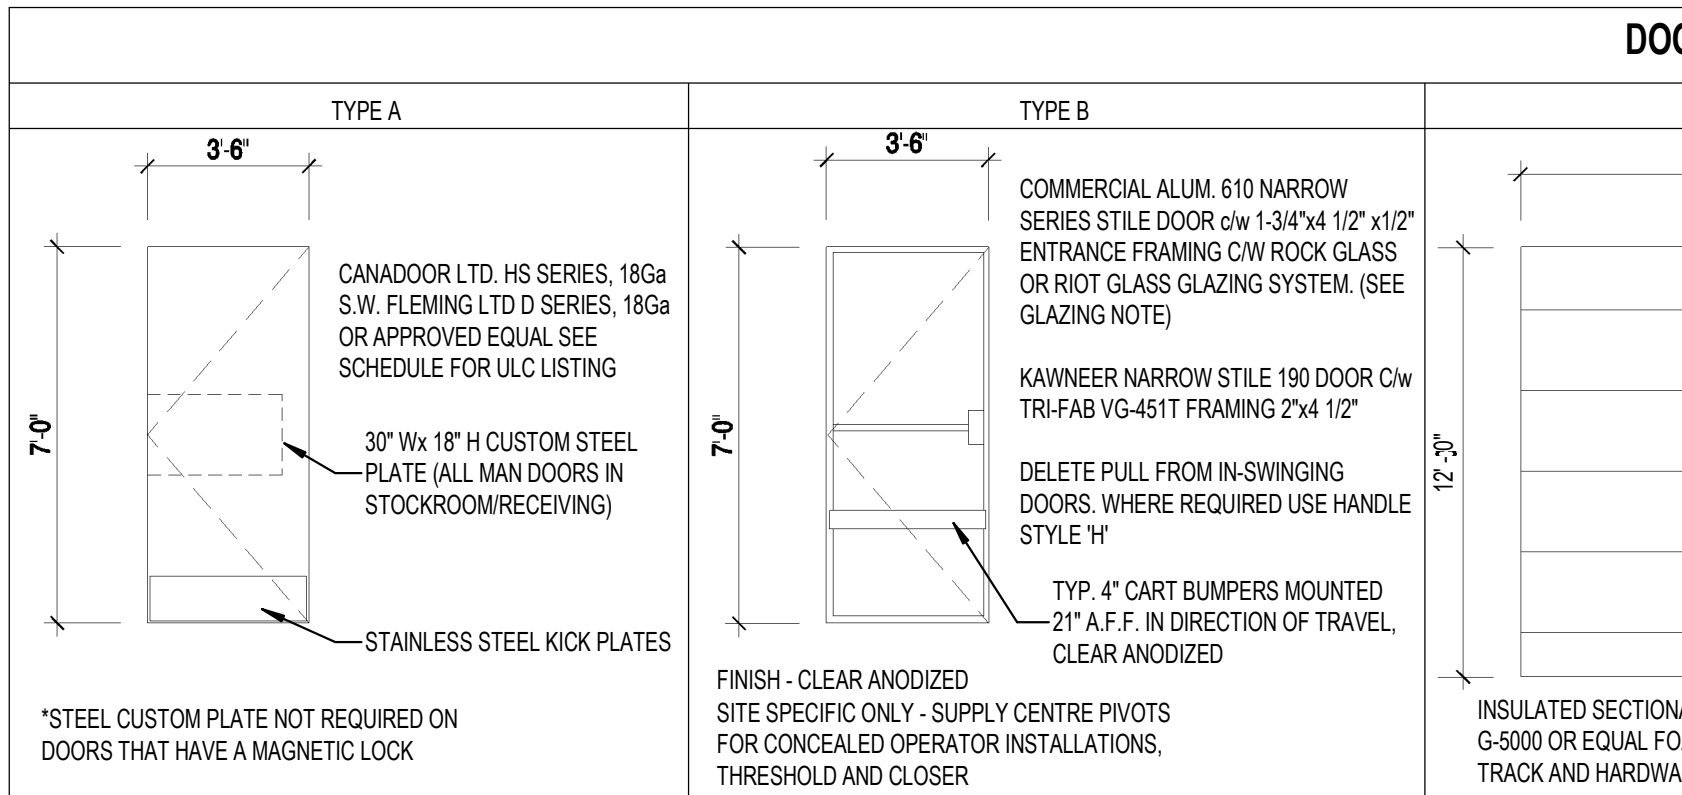 DOO
TYPE A
TYPE B
3'-6"
7'-0"
CANADOOR LTD. HS SERIES, 18Ga
S.W. FLEMING LTD D SERIES, 18Ga
OR APPROVED EQUAL SEE
SCHEDULE FOR ULC LISTING
30" Wx 18" H CUSTOM STEEL
PLATE (ALL MAN DOORS IN
STOCKROOM/RECEIVING)
STAINLESS STEEL KICK PLATES
*STEEL CUSTOM PLATE NOT REQUIRED ON
DOORS THAT HAVE A MAGNETIC LOCK
3'-6"
7'-0"
COMMERCIAL ALUM. 610 NARROW
SERIES STILE DOOR c/w 1-3/4"x4 1/2" x1/2"
ENTRANCE FRAMING C/W ROCK GLASS
OR RIOT GLASS GLAZING SYSTEM. (SEE
GLAZING NOTE)
KAWNEER NARROW STILE 190 DOOR C/w
TRI-FAB VG-451T FRAMING 2"x4 1/2"
DELETE PULL FROM IN-SWINGING
DOORS. WHERE REQUIRED USE HANDLE
STYLE 'H'
TYP. 4" CART BUMPERS MOUNTED
21" A.F.F. IN DIRECTION OF TRAVEL,
CLEAR ANODIZED
FINISH - CLEAR ANODIZED
SITE SPECIFIC ONLY - SUPPLY CENTRE PIVOTS
FOR CONCEALED OPERATOR INSTALLATIONS,
THRESHOLD AND CLOSER
INSULATED SECTIONA
G-5000 OR EQUAL FOA
TRACK AND HARDWA